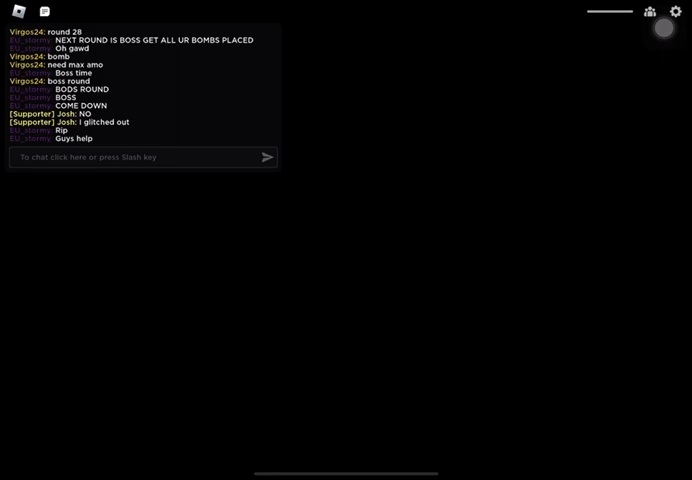 Virgos24: round 28
EU_stormy: NEXT ROUND IS BOSS GET ALL UR BOMBS PLACED
EU_stormy: Oh gawd
Virgos24: bomb
Virgos24: need max amo
EU_stormy: Boss time
Virgos24: boss round
EU_stormy: BODS ROUND
EU_stormy: BOSS
EU_stormy: COME DOWN
[Supporter] Josh: NO
[Supporter] Josh: I glitched out
EU_stormy: Rip
EU_stormy: Guys help
To chat click here or press Slash key